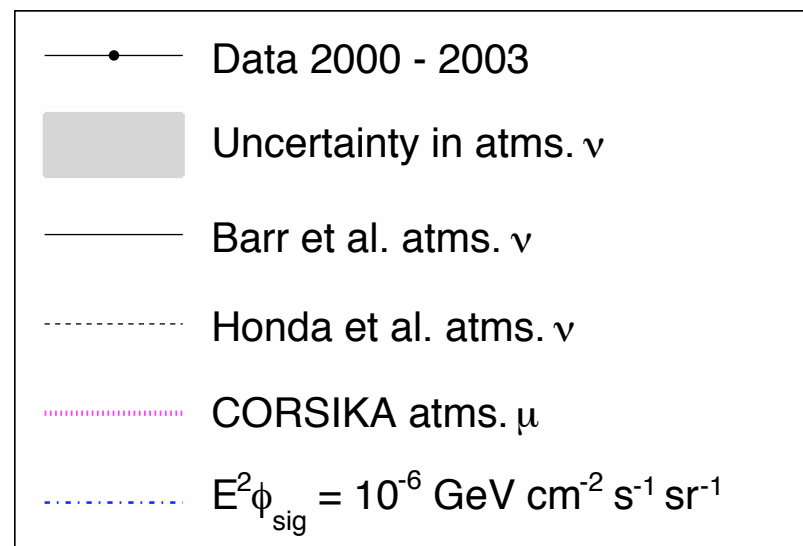 Data 2000 - 2003
Uncertainty in atms. ν
Barr et al. atms. ν
Honda et al. atms. ν
CORSIKA atms. μ
E²ϕ_sig = 10⁻⁶ GeV cm⁻² s⁻¹ sr⁻¹